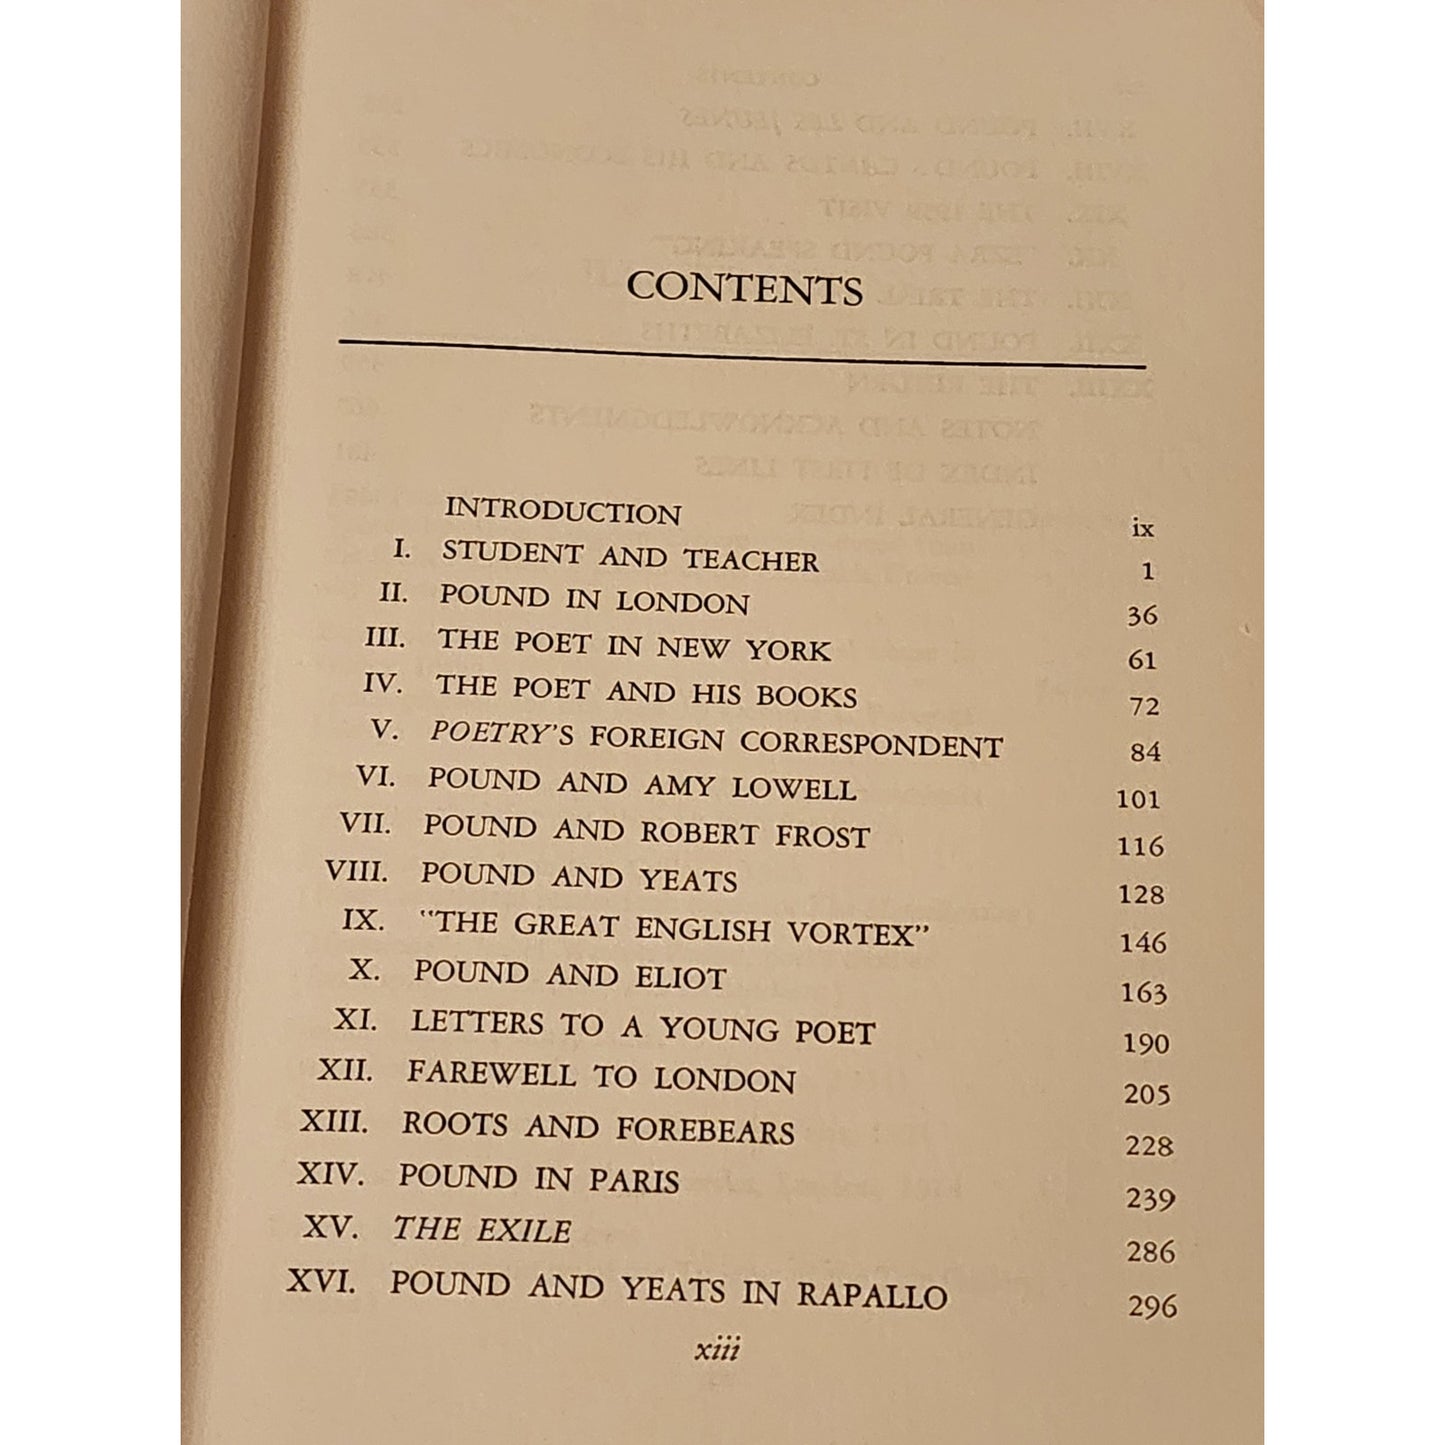 CONTENTS
INTRODUCTION ix
I. STUDENT AND TEACHER 1
II. POUND IN LONDON 36
III. THE POET IN NEW YORK 61
IV. THE POET AND HIS BOOKS 72
V. POETRY'S FOREIGN CORRESPONDENT 84
VI. POUND AND AMY LOWELL 101
VII. POUND AND ROBERT FROST 116
VIII. POUND AND YEATS 128
IX. "THE GREAT ENGLISH VORTEX" 146
X. POUND AND ELIOT 163
XI. LETTERS TO A YOUNG POET 190
XII. FAREWELL TO LONDON 205
XIII. ROOTS AND FOREBEARS 228
XIV. POUND IN PARIS 239
XV. THE EXILE 286
XVI. POUND AND YEATS IN RAPALLO 296
xiii